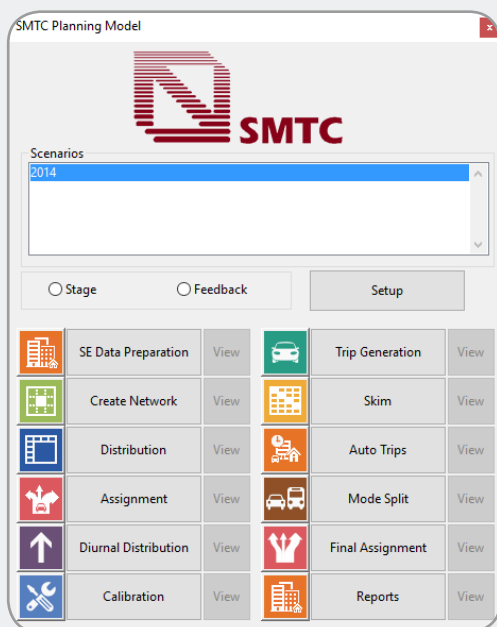 SMTC Planning Model
x
SMTC
Scenarios
2014
Stage Feedback Setup
SE Data Preparation View Trip Generation View
Create Network View Skim View
Distribution View Auto Trips View
Assignment View Mode Split View
Diurnal Distribution View Final Assignment View
Calibration View Reports View